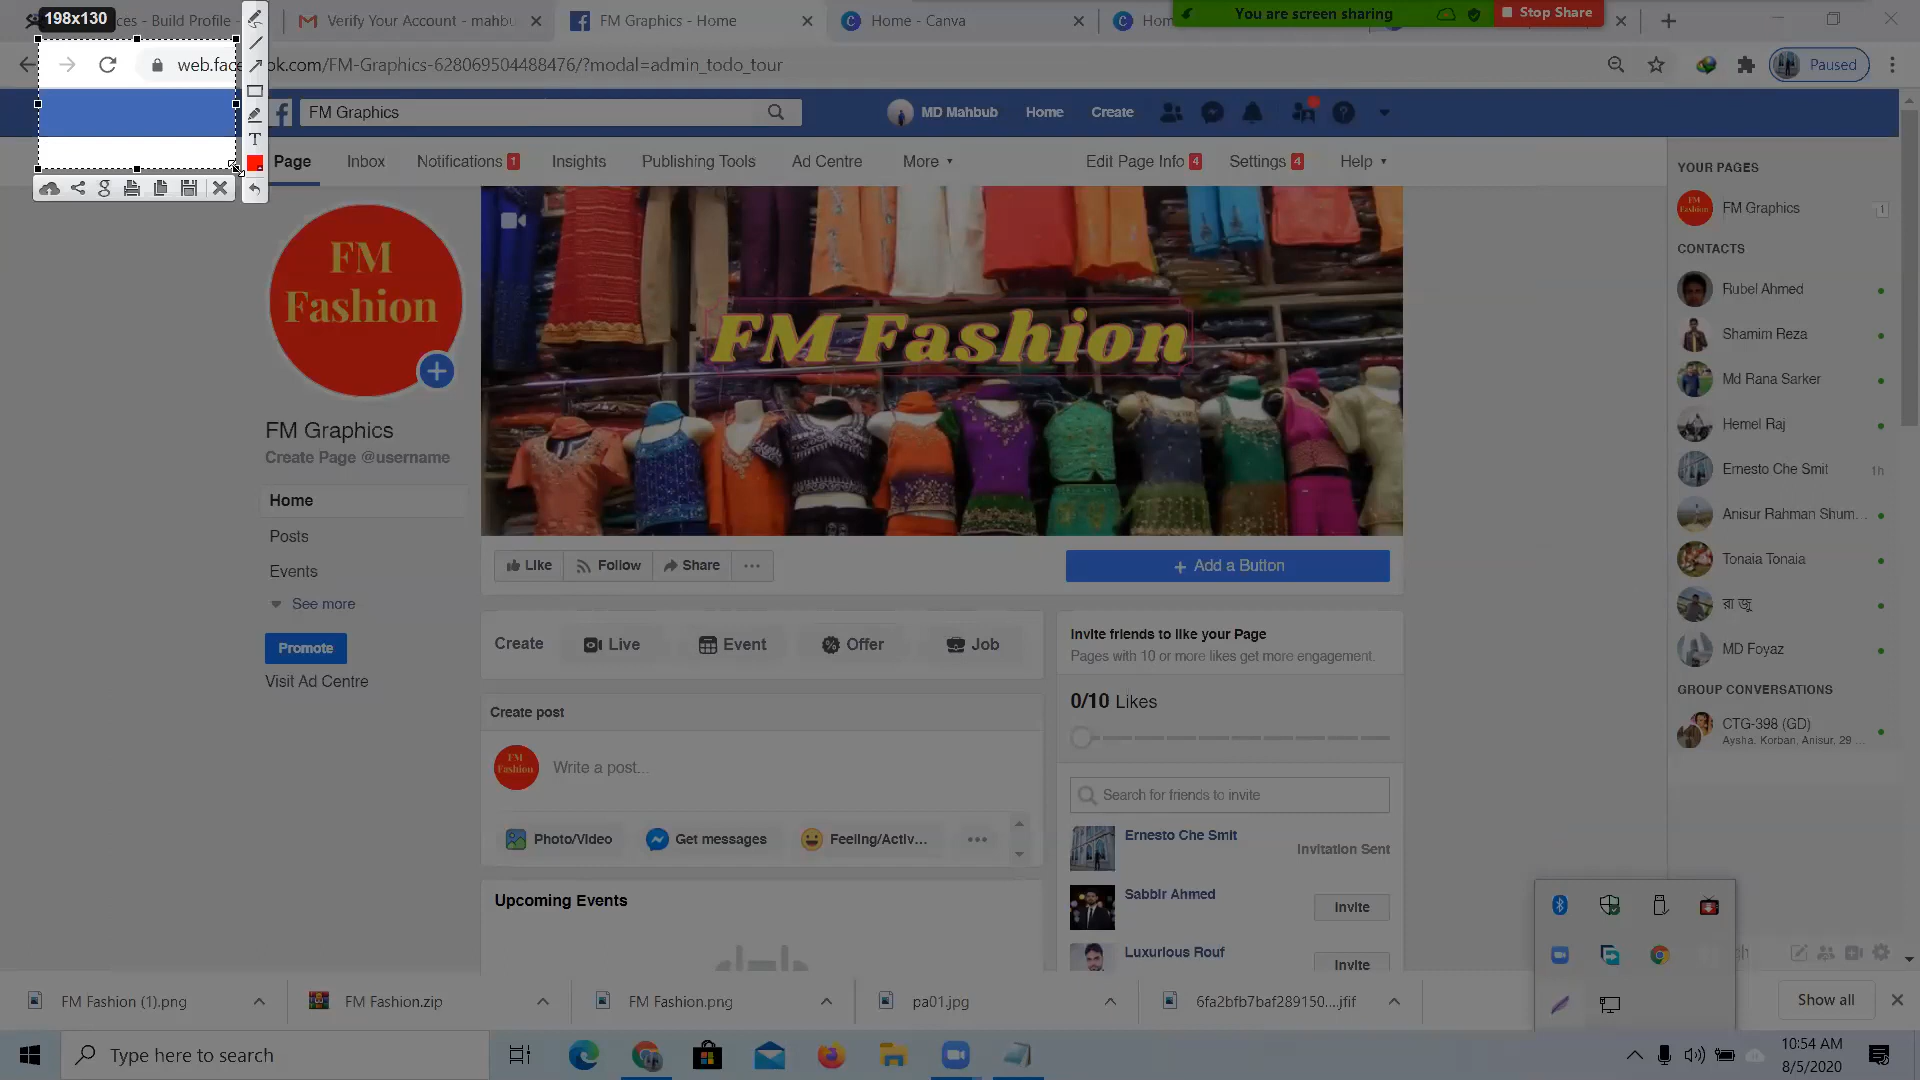 198x130
ces - Build Profile -
Verify Your Account - mahbu
FM Graphics - Home
Home - Canva
Hom
You are screen sharing
Stop Share
web.facebook.com/FM-Graphics-628069504488476/?modal=admin_todo_tour
Paused
FM Graphics
MD Mahbub
Home
Create
Page
Inbox
Notifications 1
Insights
Publishing Tools
Ad Centre
More
Edit Page Info 4
Settings 4
Help
YOUR PAGES
FM Graphics
1
CONTACTS
Rubel Ahmed
Shamim Reza
Md Rana Sarker
Hemel Raj
Ernesto Che Smit
1h
Anisur Rahman Shum...
Tonaia Tonaia
রা জু
MD Foyaz
GROUP CONVERSATIONS
CTG-398 (GD)
Aysha, Korban, Anisur, 29 ...
FM
Fashion
FM Fashion
FM Graphics
Create Page @username
Home
Posts
Events
See more
Promote
Visit Ad Centre
Like
Follow
Share
+ Add a Button
Create
Live
Event
Offer
Job
Create post
FM
Fashion
Write a post...
Photo/Video
Get messages
Feeling/Activ...
Upcoming Events
Invite friends to like your Page
Pages with 10 or more likes get more engagement.
0/10 Likes
Search for friends to invite
Ernesto Che Smit
Invitation Sent
Sabbir Ahmed
Invite
Luxurious Rouf
Invite
FM Fashion (1).png
FM Fashion.zip
FM Fashion.png
pa01.jpg
6fa2bfb7baf289150....jfif
Show all
Type here to search
10:54 AM
8/5/2020